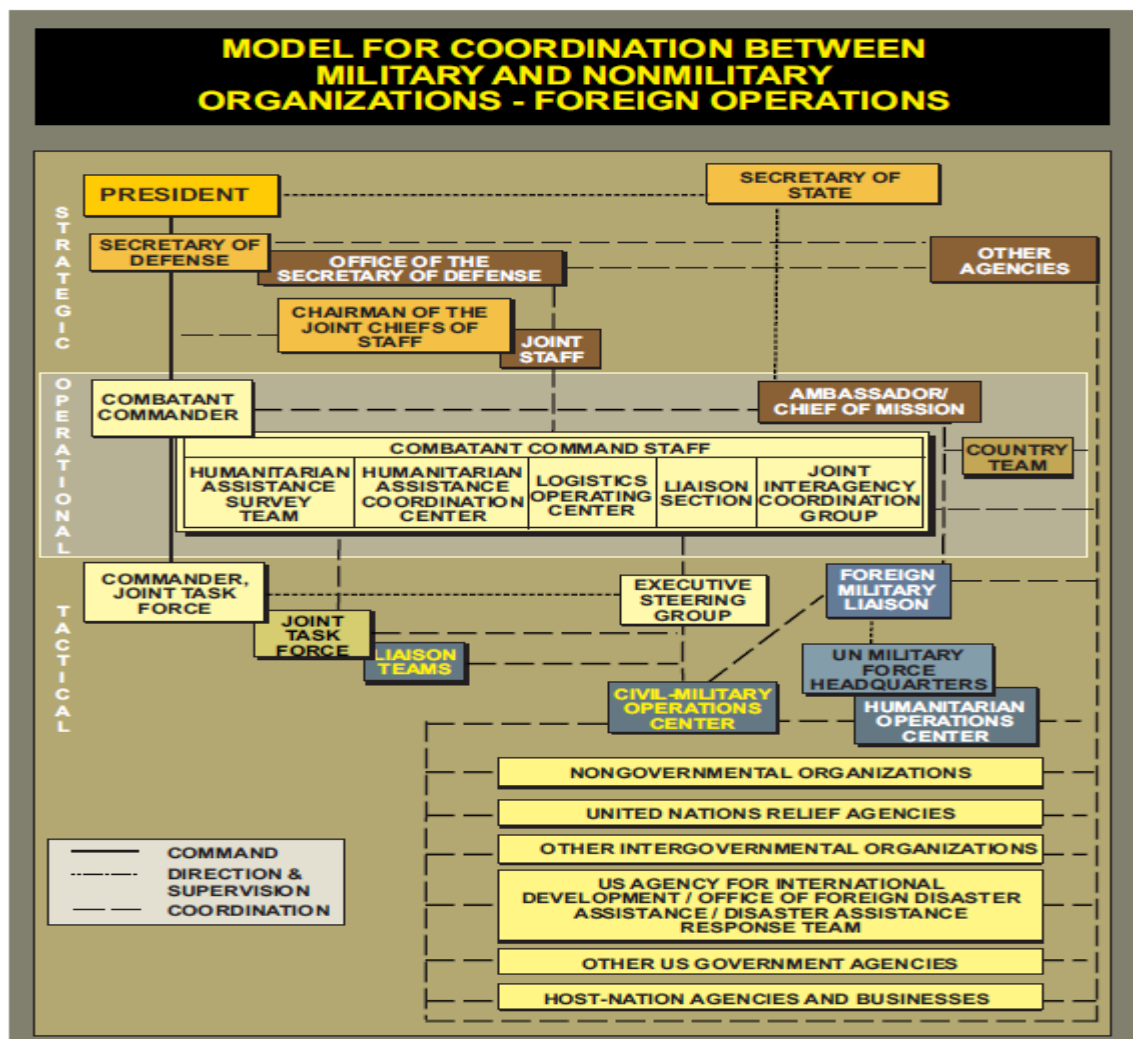 MODEL FOR COORDINATION BETWEEN
MILITARY AND NONMILITARY
ORGANIZATIONS - FOREIGN OPERATIONS
STRATEGIC
PRESIDENT
SECRETARY OF
STATE
SECRETARY OF
DEFENSE
OFFICE OF THE
SECRETARY OF DEFENSE
OTHER
AGENCIES
CHAIRMAN OF THE
JOINT CHIEFS OF
STAFF
JOINT
STAFF
OPERATIONAL
COMBATANT
COMMANDER
AMBASSADOR/
CHIEF OF MISSION
COUNTRY
TEAM
COMBATANT COMMAND STAFF
HUMANITARIAN
ASSISTANCE
SURVEY
TEAM
HUMANITARIAN
ASSISTANCE
COORDINATION
CENTER
LOGISTICS
OPERATING
CENTER
LIAISON
SECTION
JOINT
INTERAGENCY
COORDINATION
GROUP
TACTICAL
COMMANDER,
JOINT TASK
FORCE
EXECUTIVE
STEERING
GROUP
FOREIGN
MILITARY
LIAISON
JOINT
TASK
FORCE
LIAISON
TEAMS
UN MILITARY
FORCE
HEADQUARTERS
CIVIL-MILITARY
OPERATIONS
CENTER
HUMANITARIAN
OPERATIONS
CENTER
NONGOVERNMENTAL ORGANIZATIONS
UNITED NATIONS RELIEF AGENCIES
OTHER INTERGOVERNMENTAL ORGANIZATIONS
US AGENCY FOR INTERNATIONAL
DEVELOPMENT / OFFICE OF FOREIGN DISASTER
ASSISTANCE / DISASTER ASSISTANCE
RESPONSE TEAM
OTHER US GOVERNMENT AGENCIES
HOST-NATION AGENCIES AND BUSINESSES
COMMAND
DIRECTION &
SUPERVISION
COORDINATION